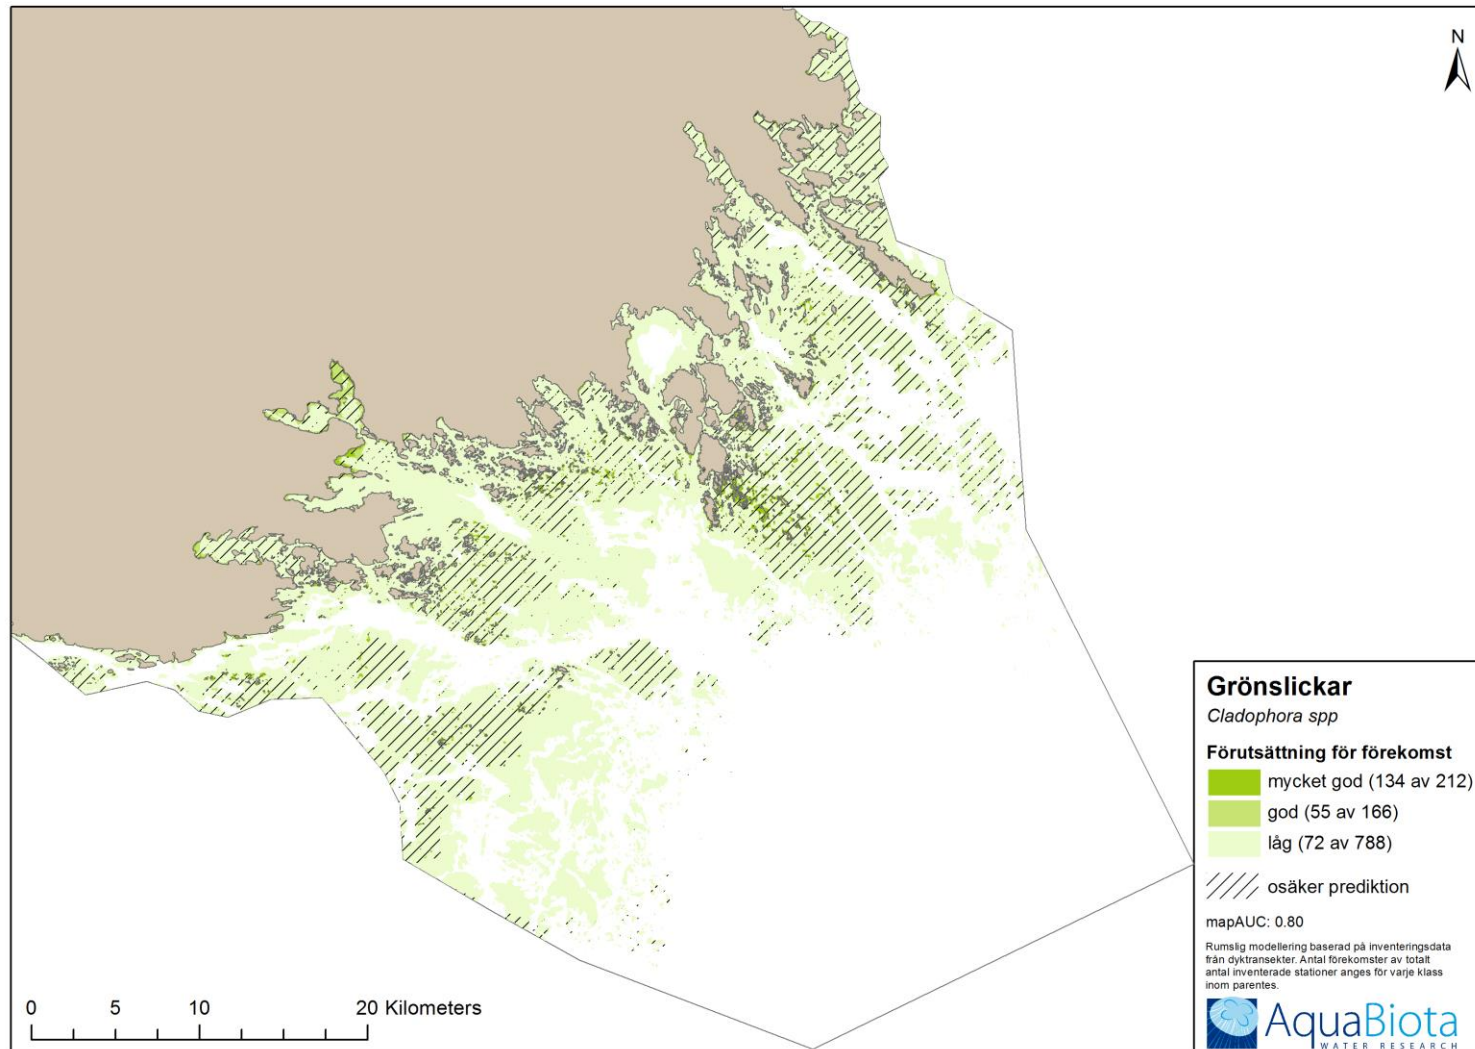 N
Grönslickar
Cladophora spp
Förutsättning för förekomst
mycket god (134 av 212)
god (55 av 166)
låg (72 av 788)
osäker prediktion
mapAUC: 0.80
Rumslig modellering baserad på inventeringsdata
från dyktransekter. Antal förekomster av totalt
antal inventerade stationer anges för varje klass
inom parentes.
AquaBiota
WATER RESEARCH
0 5 10 20 Kilometers